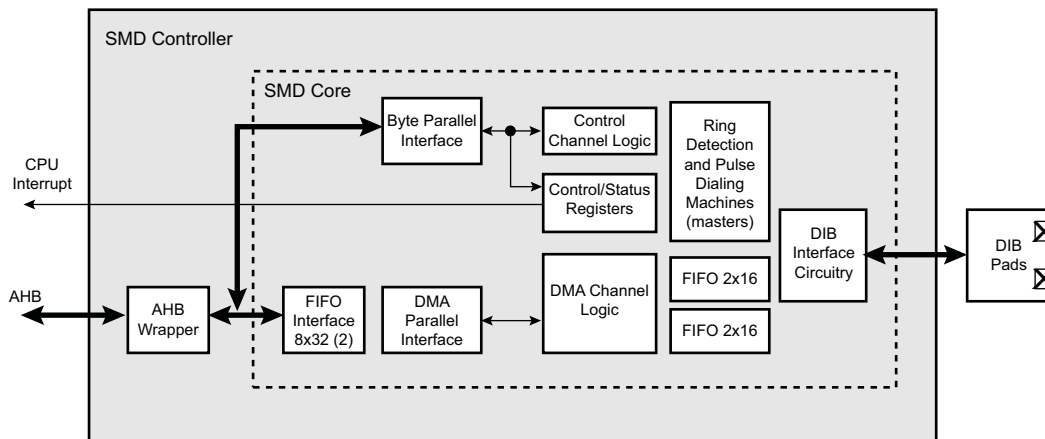 SMD Controller
SMD Core
Byte Parallel
Interface
Control
Channel Logic
Ring
Detection
and Pulse
Dialing
Machines
(masters)
CPU
Interrupt
Control/Status
Registers
DIB
Interface
Circuitry
DIB
Pads
AHB
AHB
Wrapper
FIFO
Interface
8x32 (2)
DMA
Parallel
Interface
DMA Channel
Logic
FIFO 2x16
FIFO 2x16